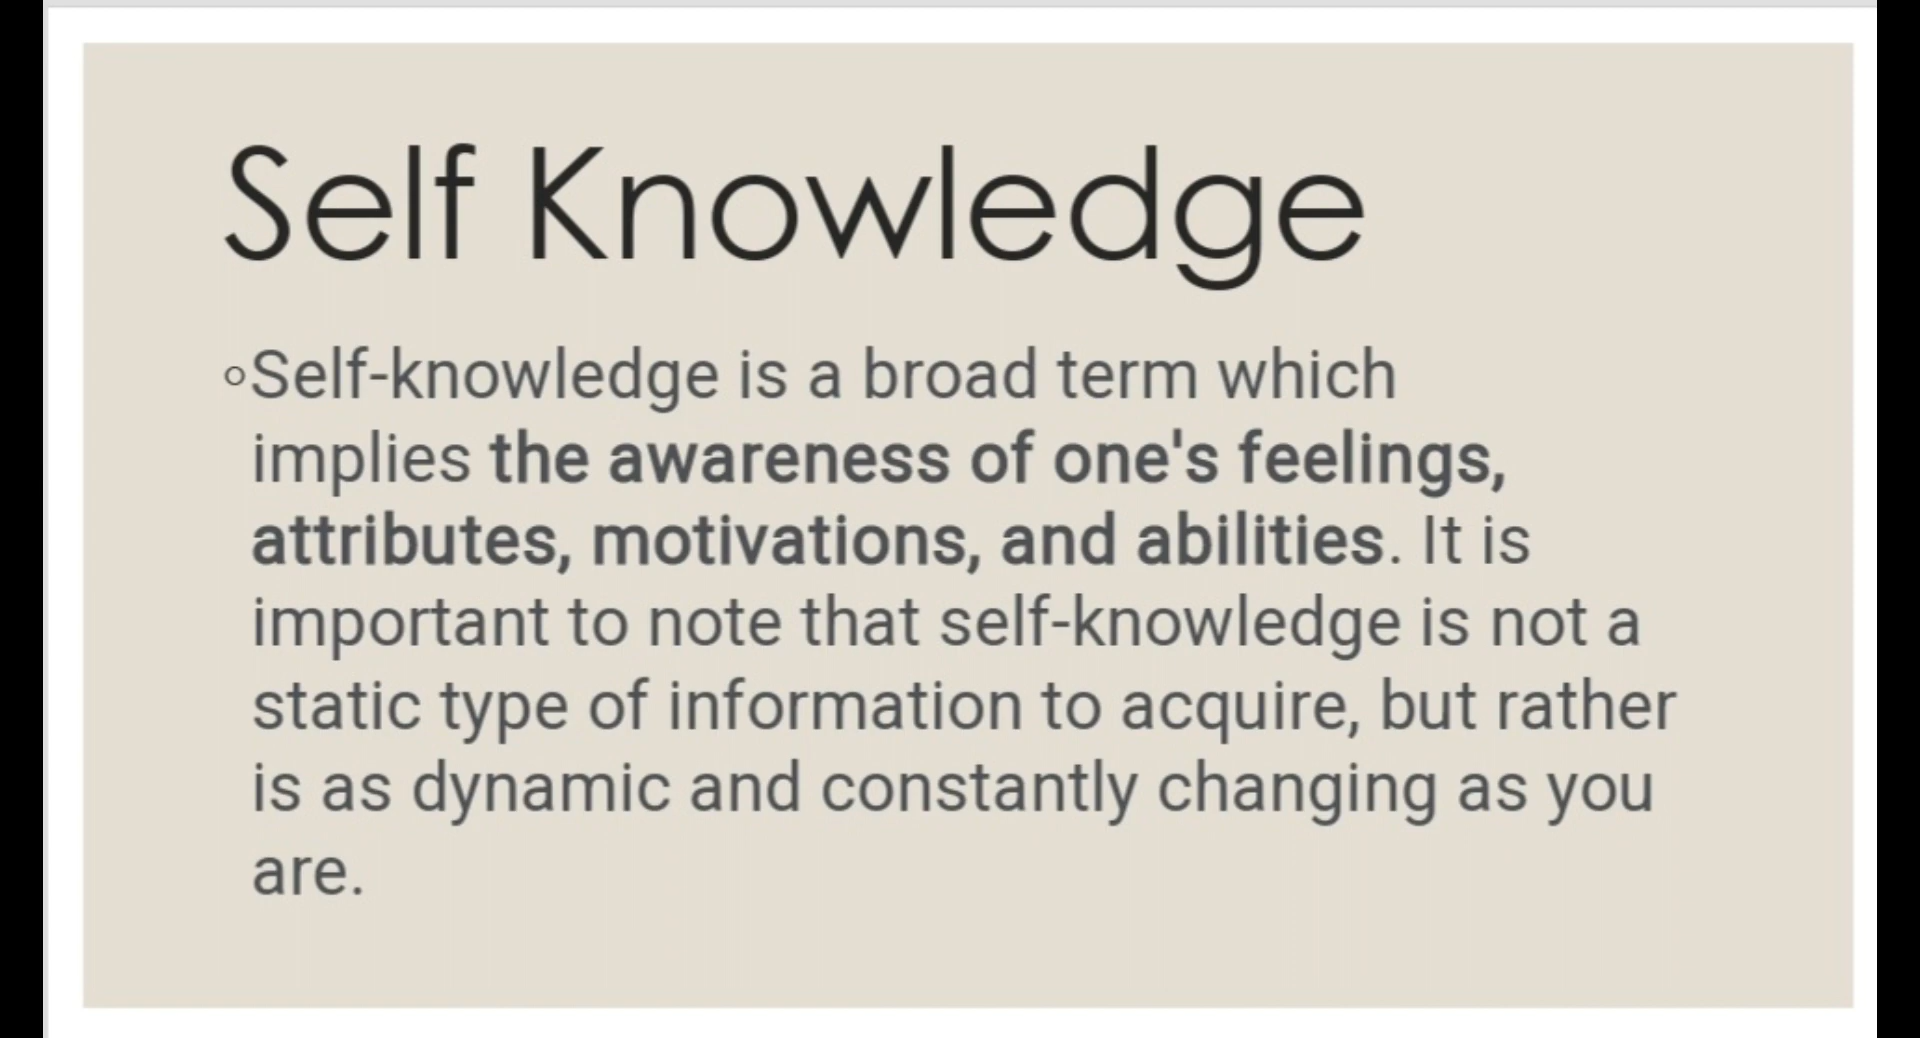 Self Knowledge
◦Self-knowledge is a broad term which
implies the awareness of one's feelings,
attributes, motivations, and abilities. It is
important to note that self-knowledge is not a
static type of information to acquire, but rather
is as dynamic and constantly changing as you
are.